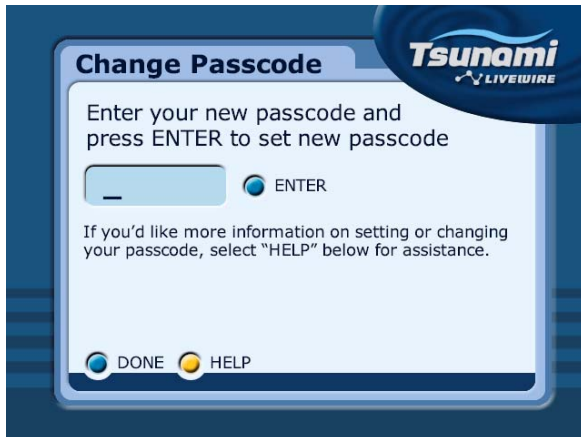 Change Passcode
Tsunami
LIVEWIRE
Enter your new passcode and
press ENTER to set new passcode
_
ENTER
If you'd like more information on setting or changing
your passcode, select “HELP” below for assistance.
DONE HELP